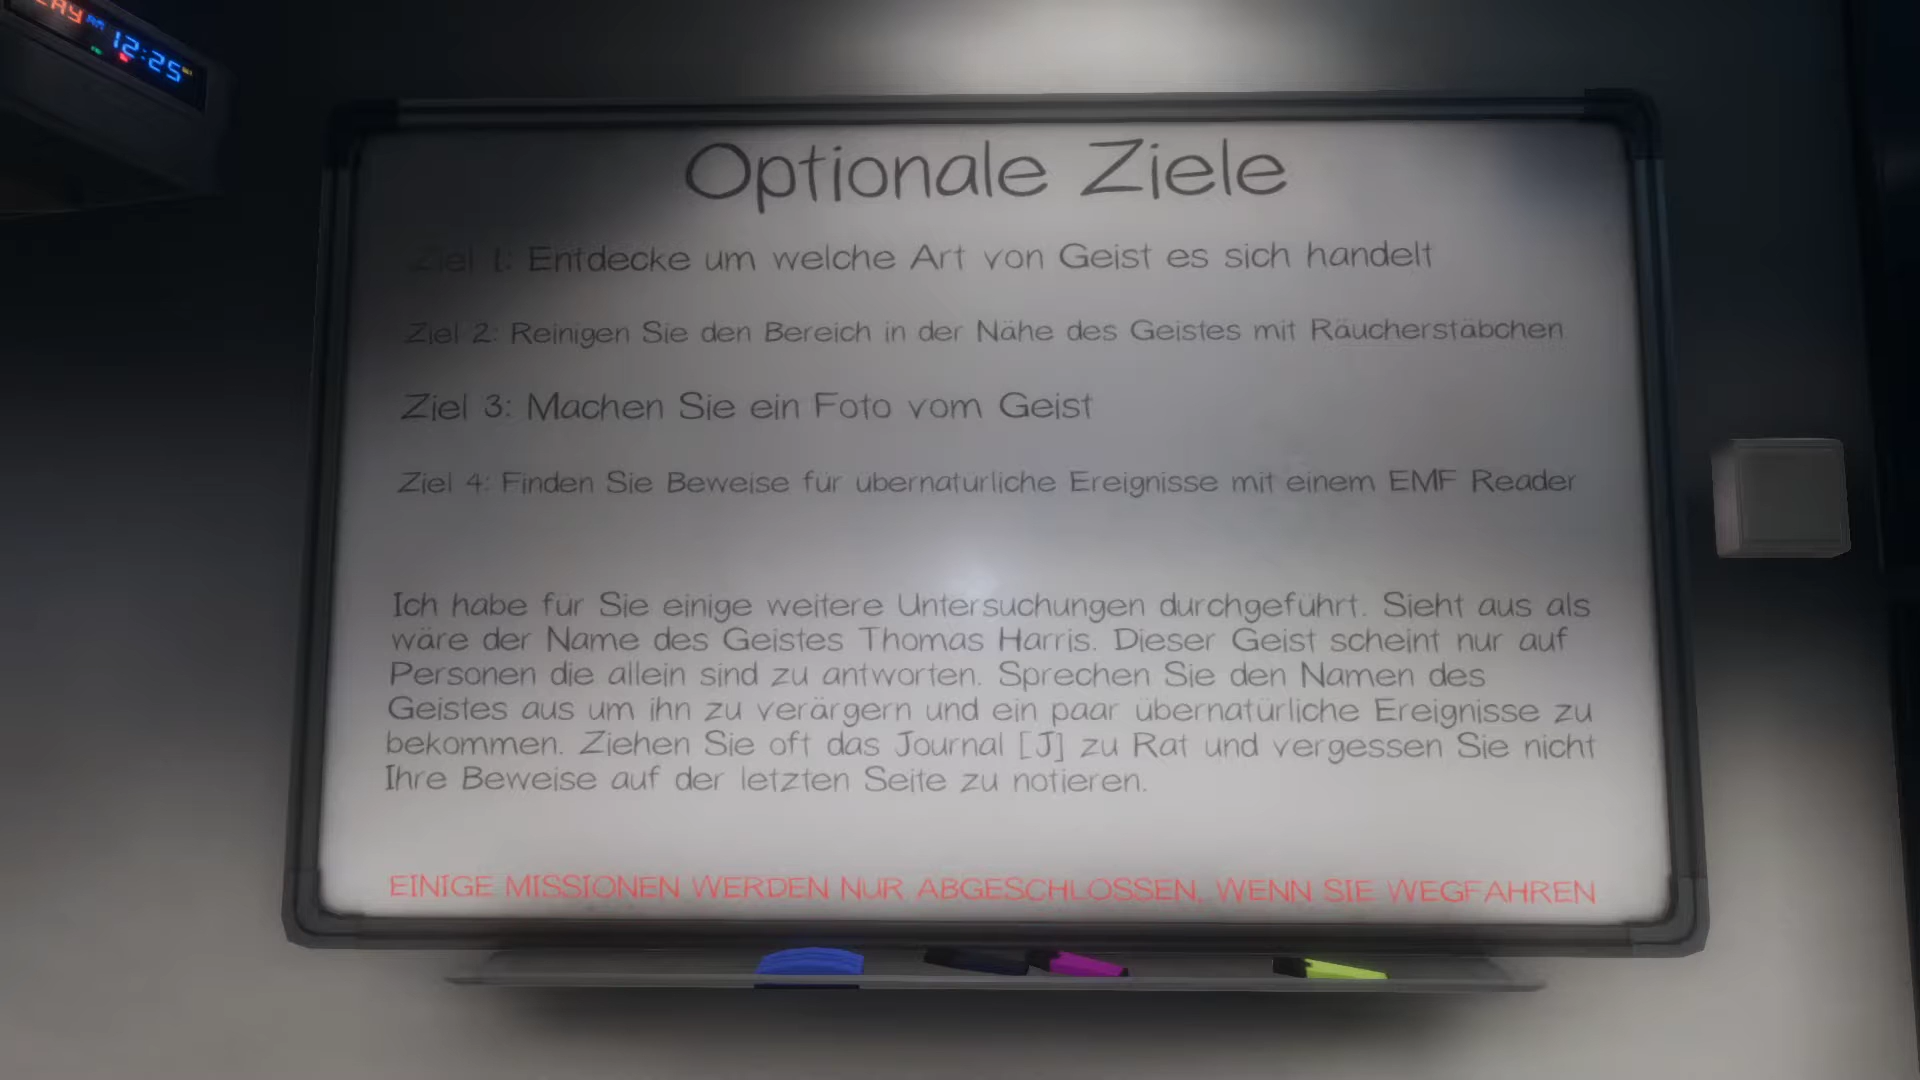 12:25
Optionale Ziele
Ziel 1: Entdecke um welche Art von Geist es sich handelt
Ziel 2: Reinigen Sie den Bereich in der Nähe des Geistes mit Räucherstäbchen
Ziel 3: Machen Sie ein Foto vom Geist
Ziel 4: Finden Sie Beweise für übernatürliche Ereignisse mit einem EMF Reader
Ich habe für Sie einige weitere Untersuchungen durchgeführt. Sieht aus als
wäre der Name des Geistes Thomas Harris. Dieser Geist scheint nur auf
Personen die allein sind zu antworten. Sprechen Sie den Namen des
Geistes aus um ihn zu verärgern und ein paar übernatürliche Ereignisse zu
bekommen. Ziehen Sie oft das Journal [J] zu Rat und vergessen Sie nicht
Ihre Beweise auf der letzten Seite zu notieren.
EINIGE MISSIONEN WERDEN NUR ABGESCHLOSSEN, WENN SIE WEGFAHREN